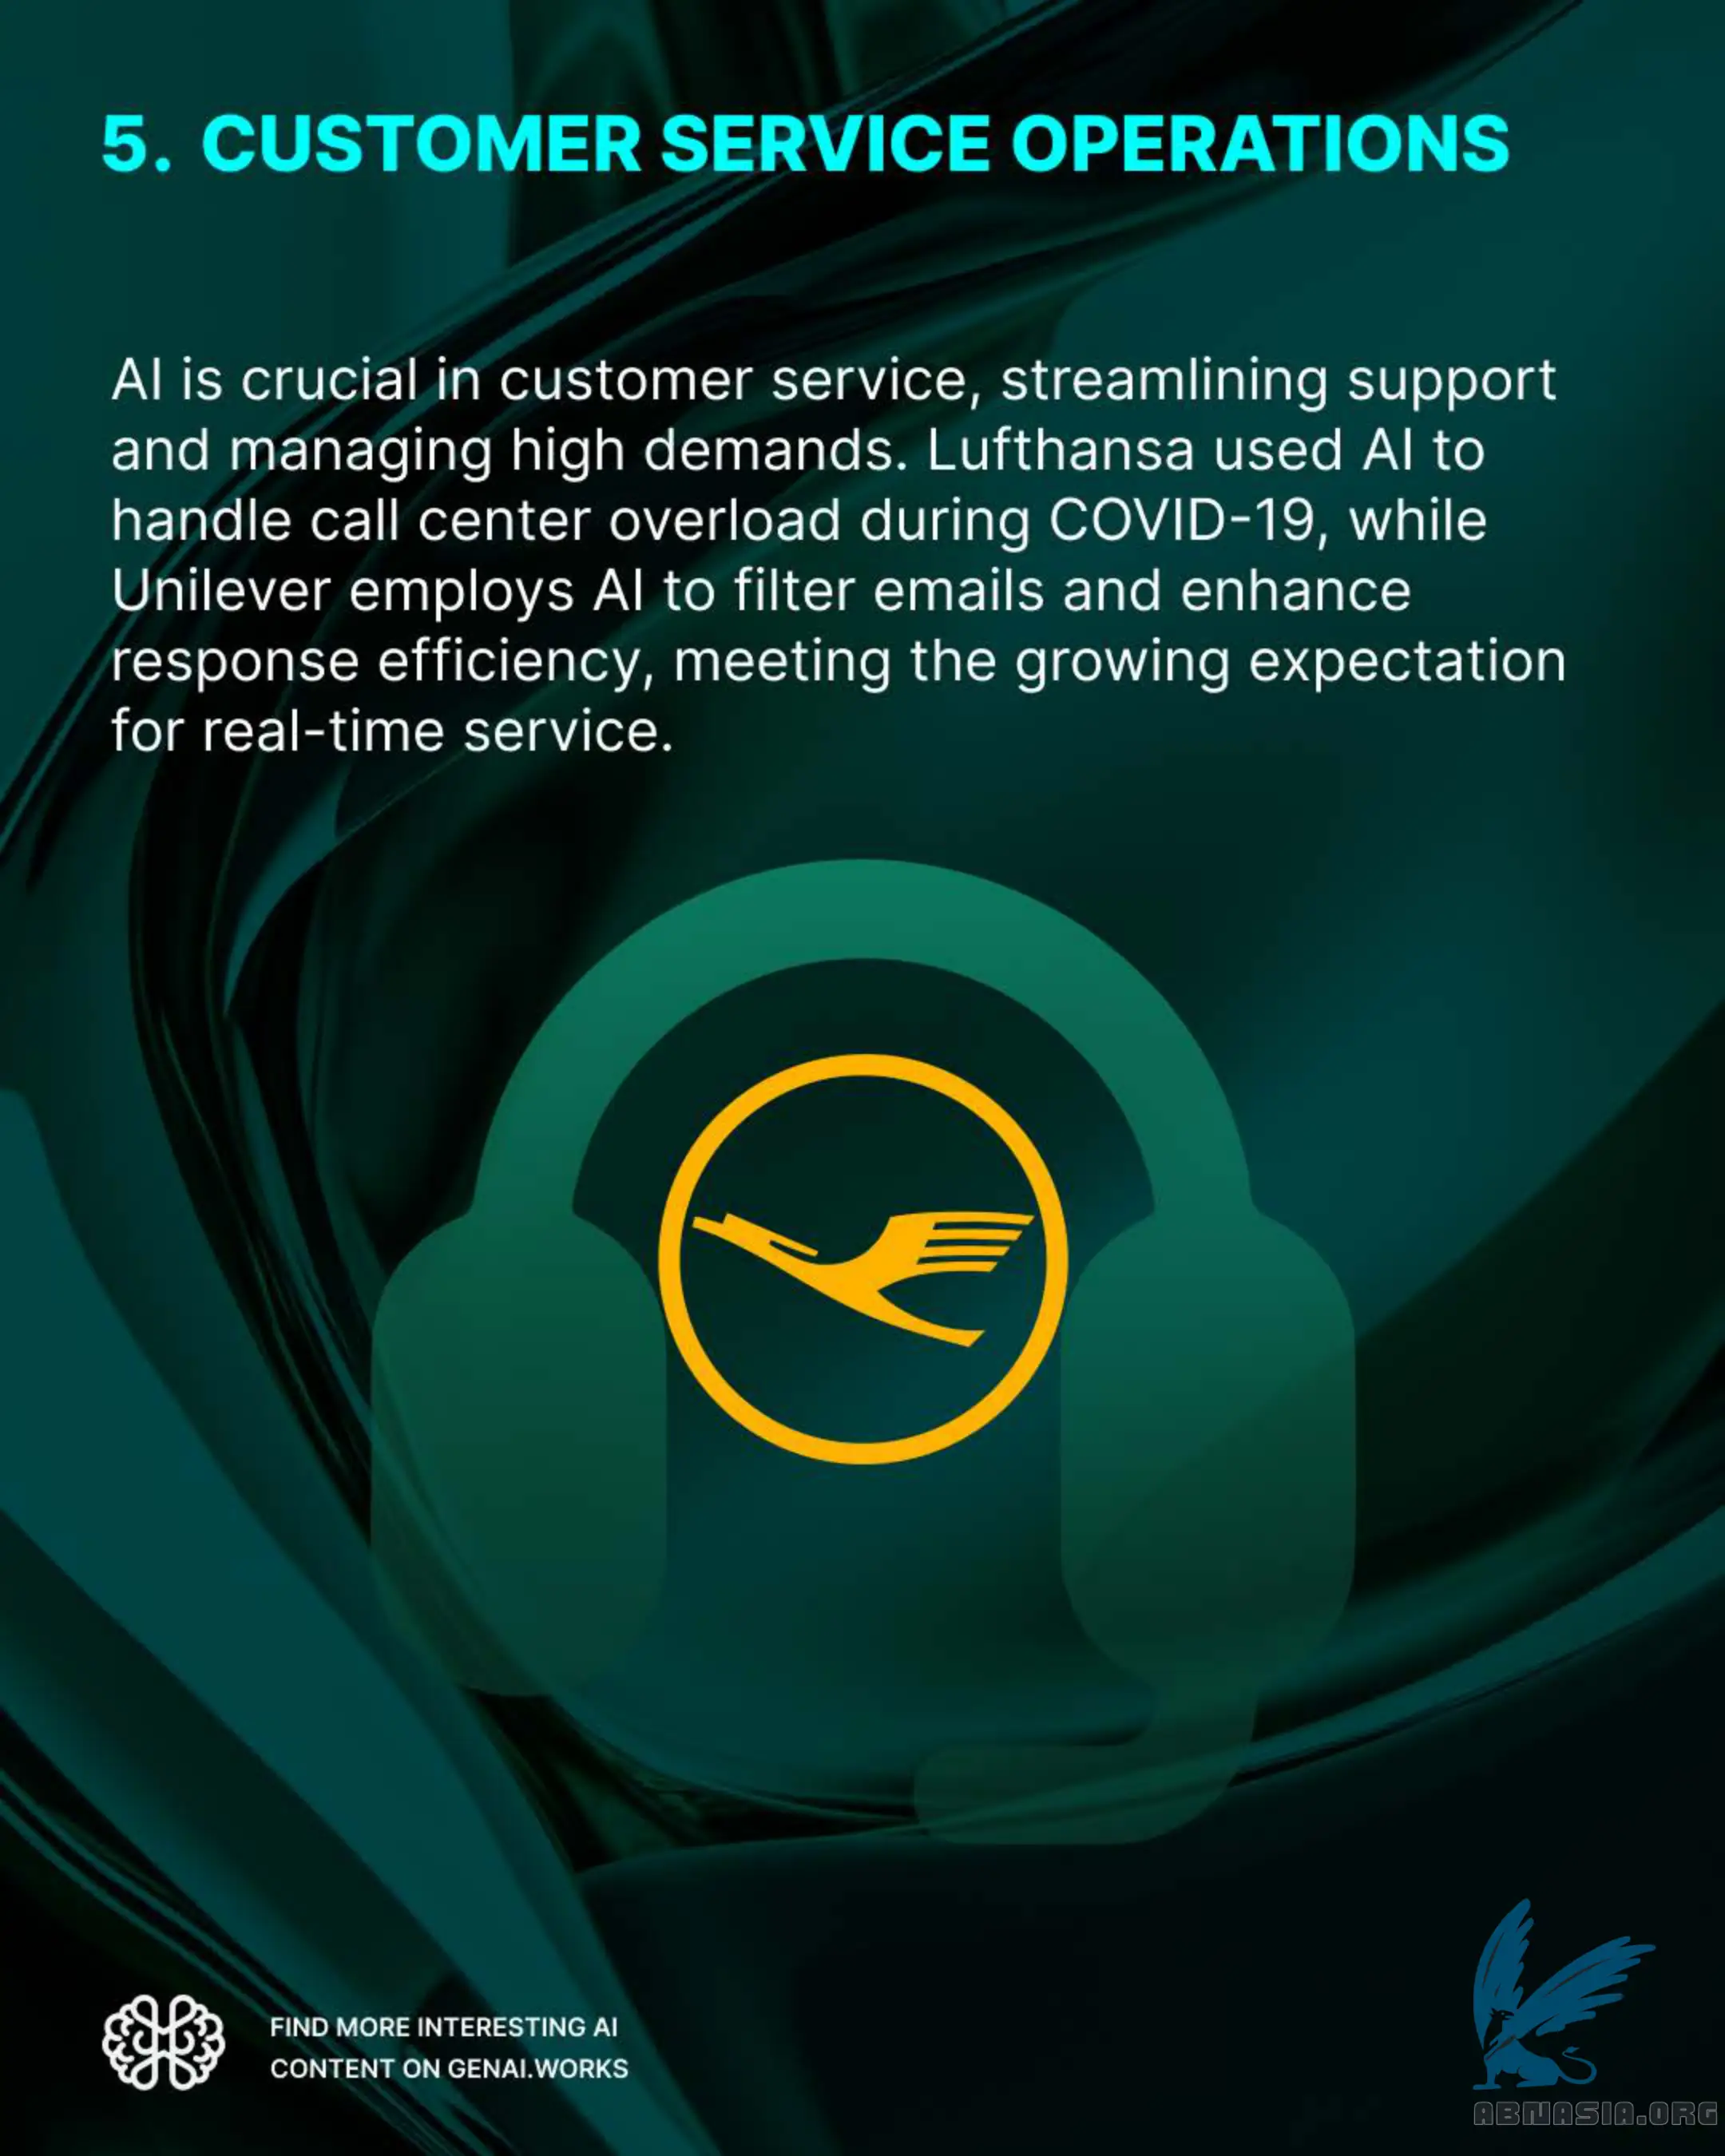 5. CUSTOMER SERVICE OPERATIONS
AI is crucial in customer service, streamlining support
and managing high demands. Lufthansa used AI to
handle call center overload during COVID-19, while
Unilever employs AI to filter emails and enhance
response efficiency, meeting the growing expectation
for real-time service.
FIND MORE INTERESTING AI
CONTENT ON GENAI.WORKS
ABNASIA.ORG